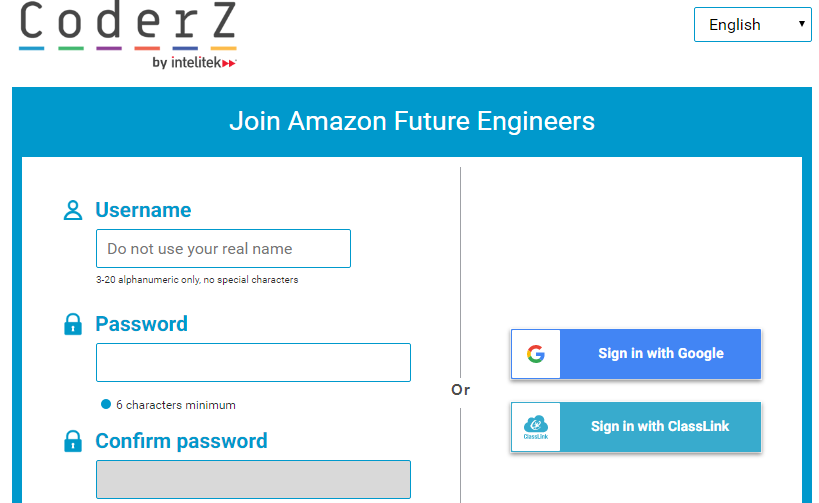 CoderZ
by intelitek
English
Join Amazon Future Engineers
Username
Do not use your real name
3-20 alphanumeric only, no special characters
Password
6 characters minimum
Confirm password
Or
Sign in with Google
Sign in with ClassLink
ClassLink